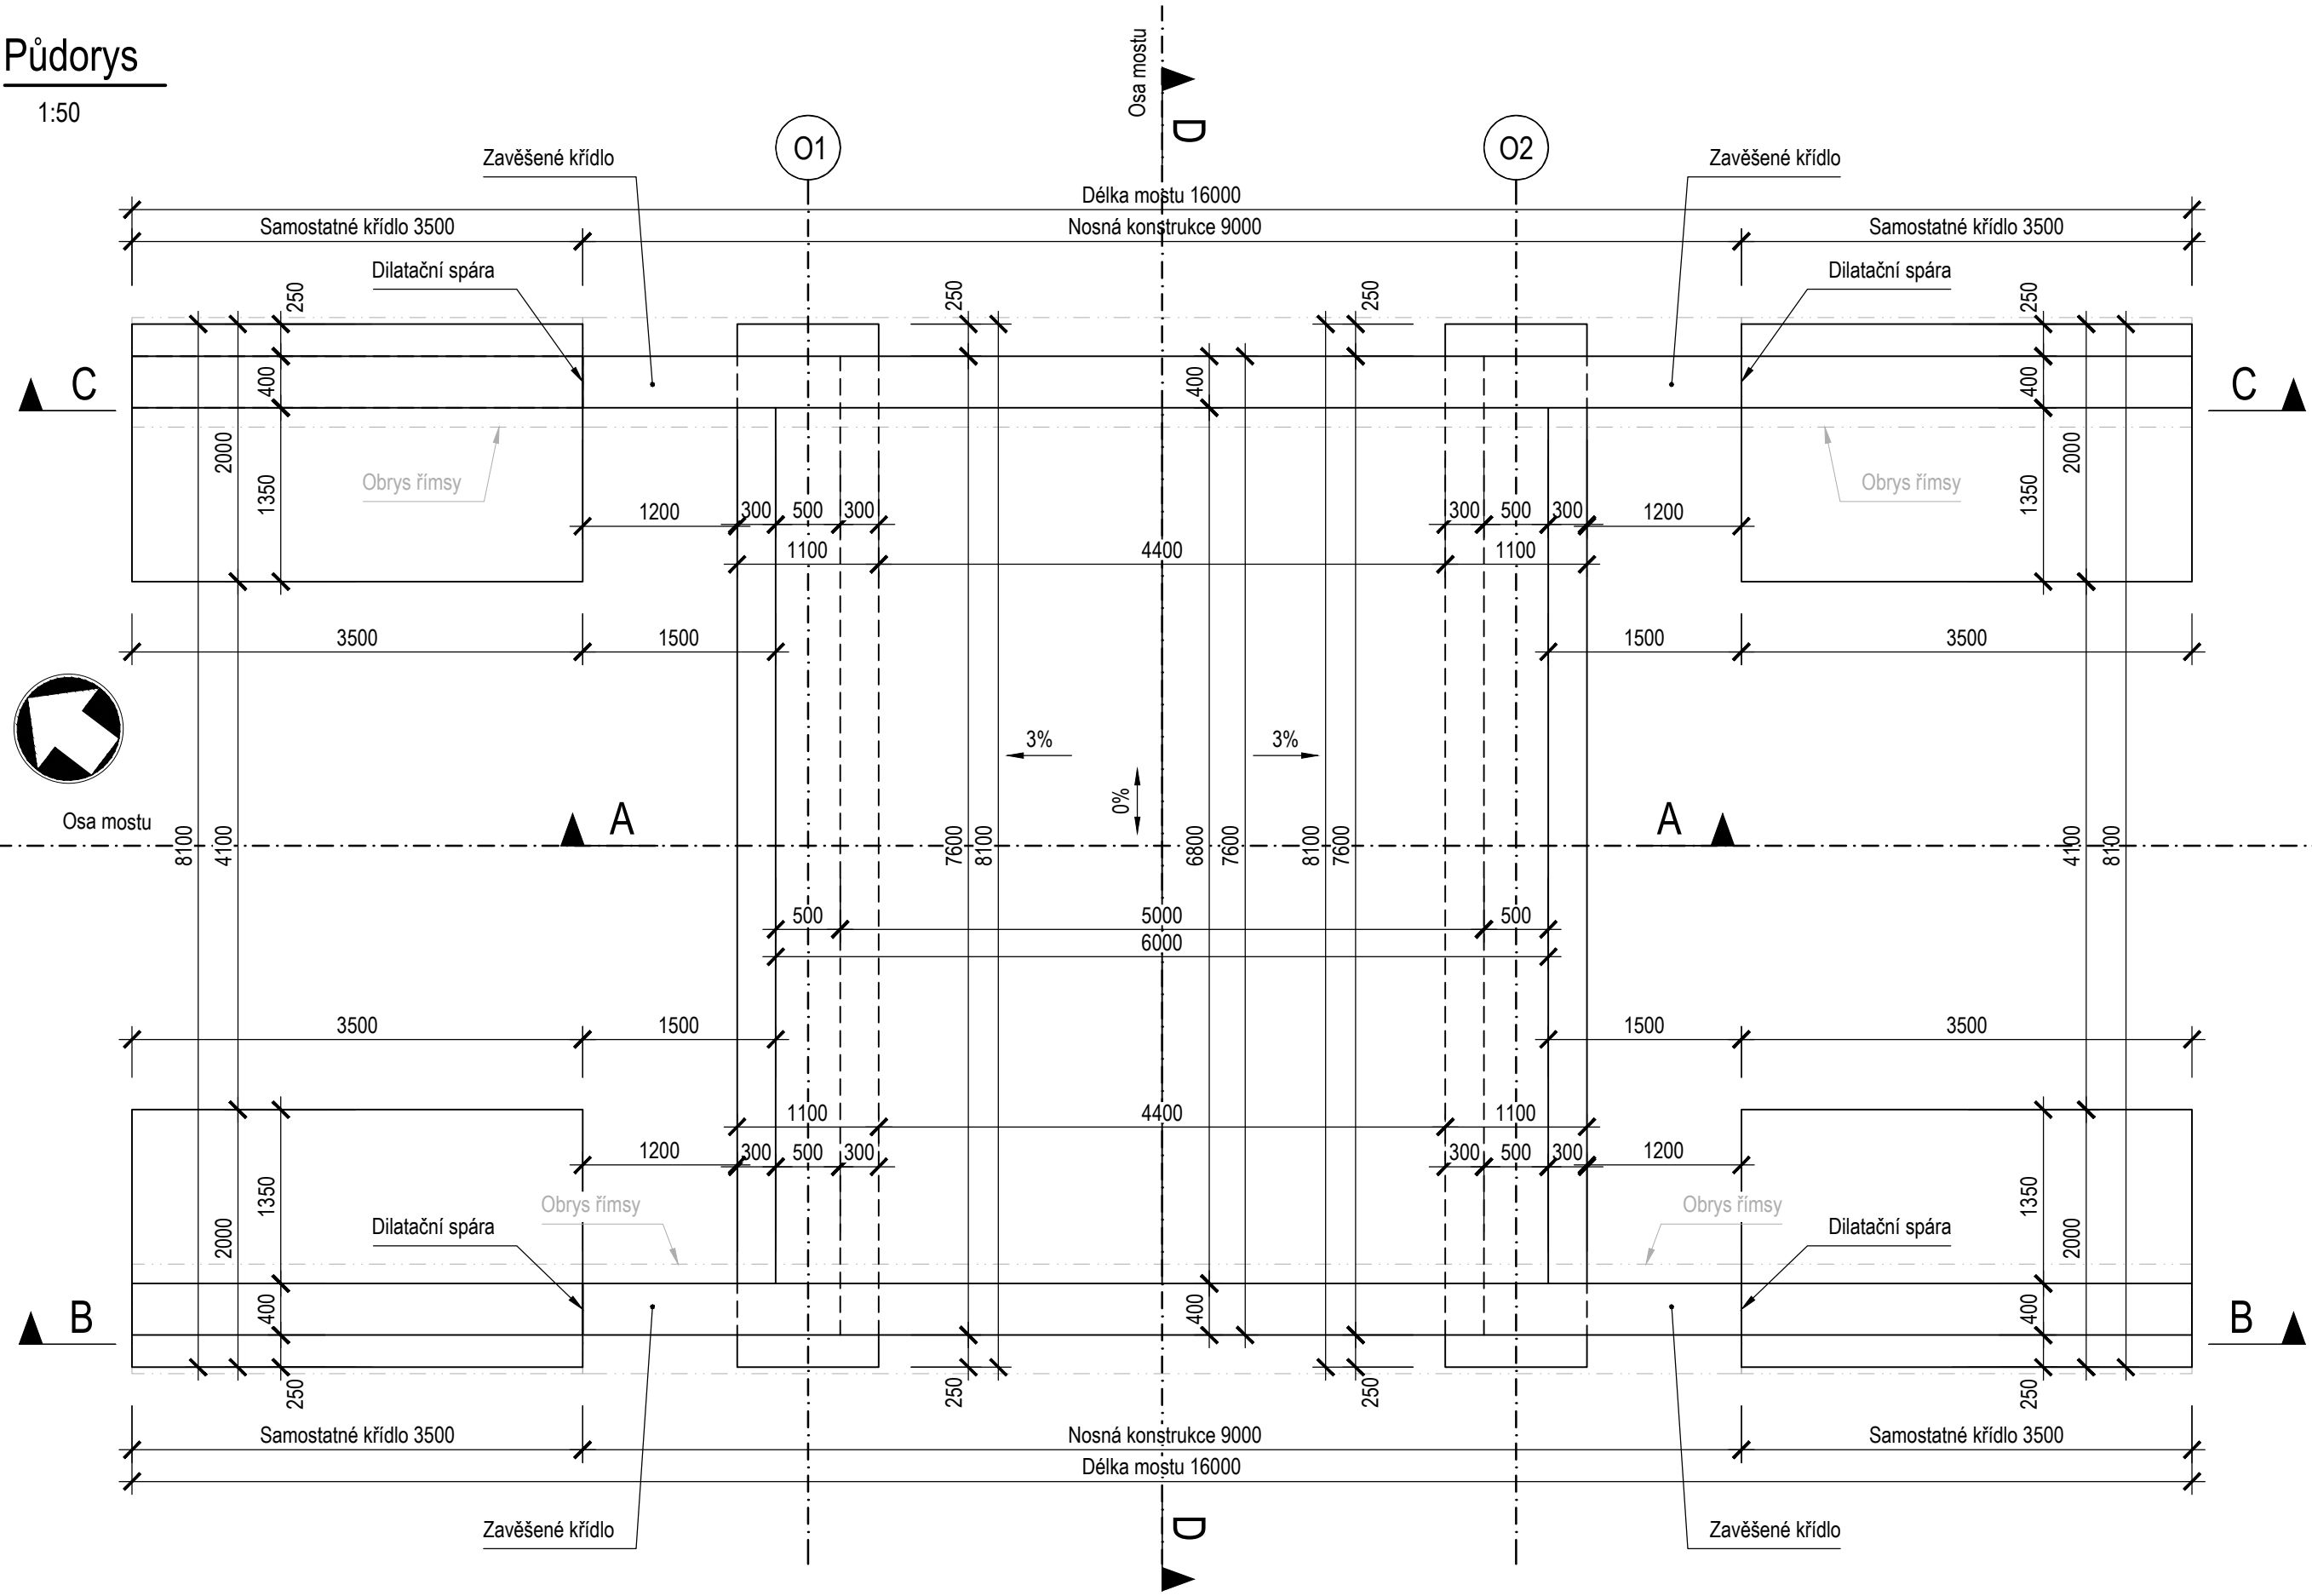 Půdorys
1:50
Osa mostu
D
O1
O2
Zavěšené křídlo
Zavěšené křídlo
Délka mostu 16000
Samostatné křídlo 3500
Nosná konstrukce 9000
Samostatné křídlo 3500
Dilatační spára
Dilatační spára
250
250
250
250
C
400
400
400
C
2000
1350
Obrys římsy
Obrys římsy
2000
1350
1200
300
500
300
300
500
300
1200
1100
4400
1100
3500
1500
1500
3500
3%
3%
0%
Osa mostu
A
A
8100
4100
7600
8100
6800
7600
8100
7600
4100
8100
500
5000
500
6000
3500
1500
1500
3500
1100
4400
1100
1200
300
500
300
300
500
300
1200
1350
2000
Obrys římsy
Obrys římsy
1350
2000
Dilatační spára
Dilatační spára
B
400
400
400
B
250
250
250
250
Samostatné křídlo 3500
Nosná konstrukce 9000
Samostatné křídlo 3500
Délka mostu 16000
Zavěšené křídlo
D
Zavěšené křídlo